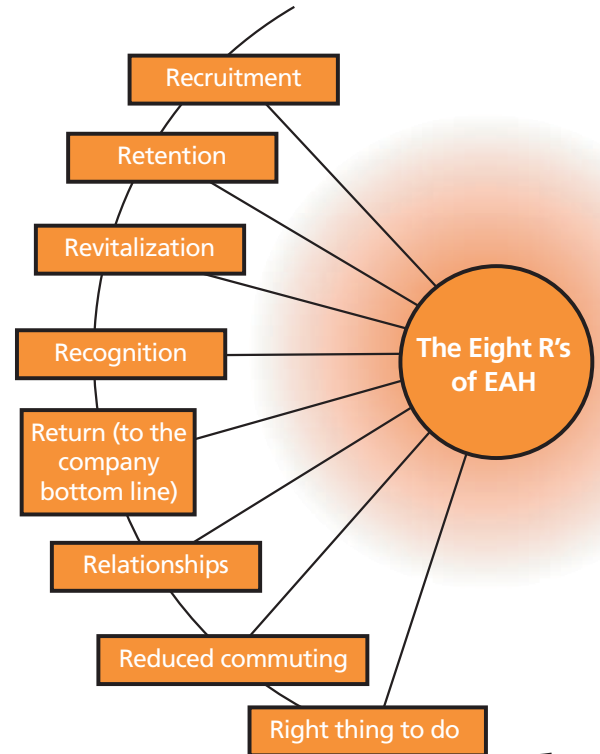 Recruitment
Retention
Revitalization
Recognition
The Eight R's
of EAH
Return (to the
company
bottom line)
Relationships
Reduced commuting
Right thing to do